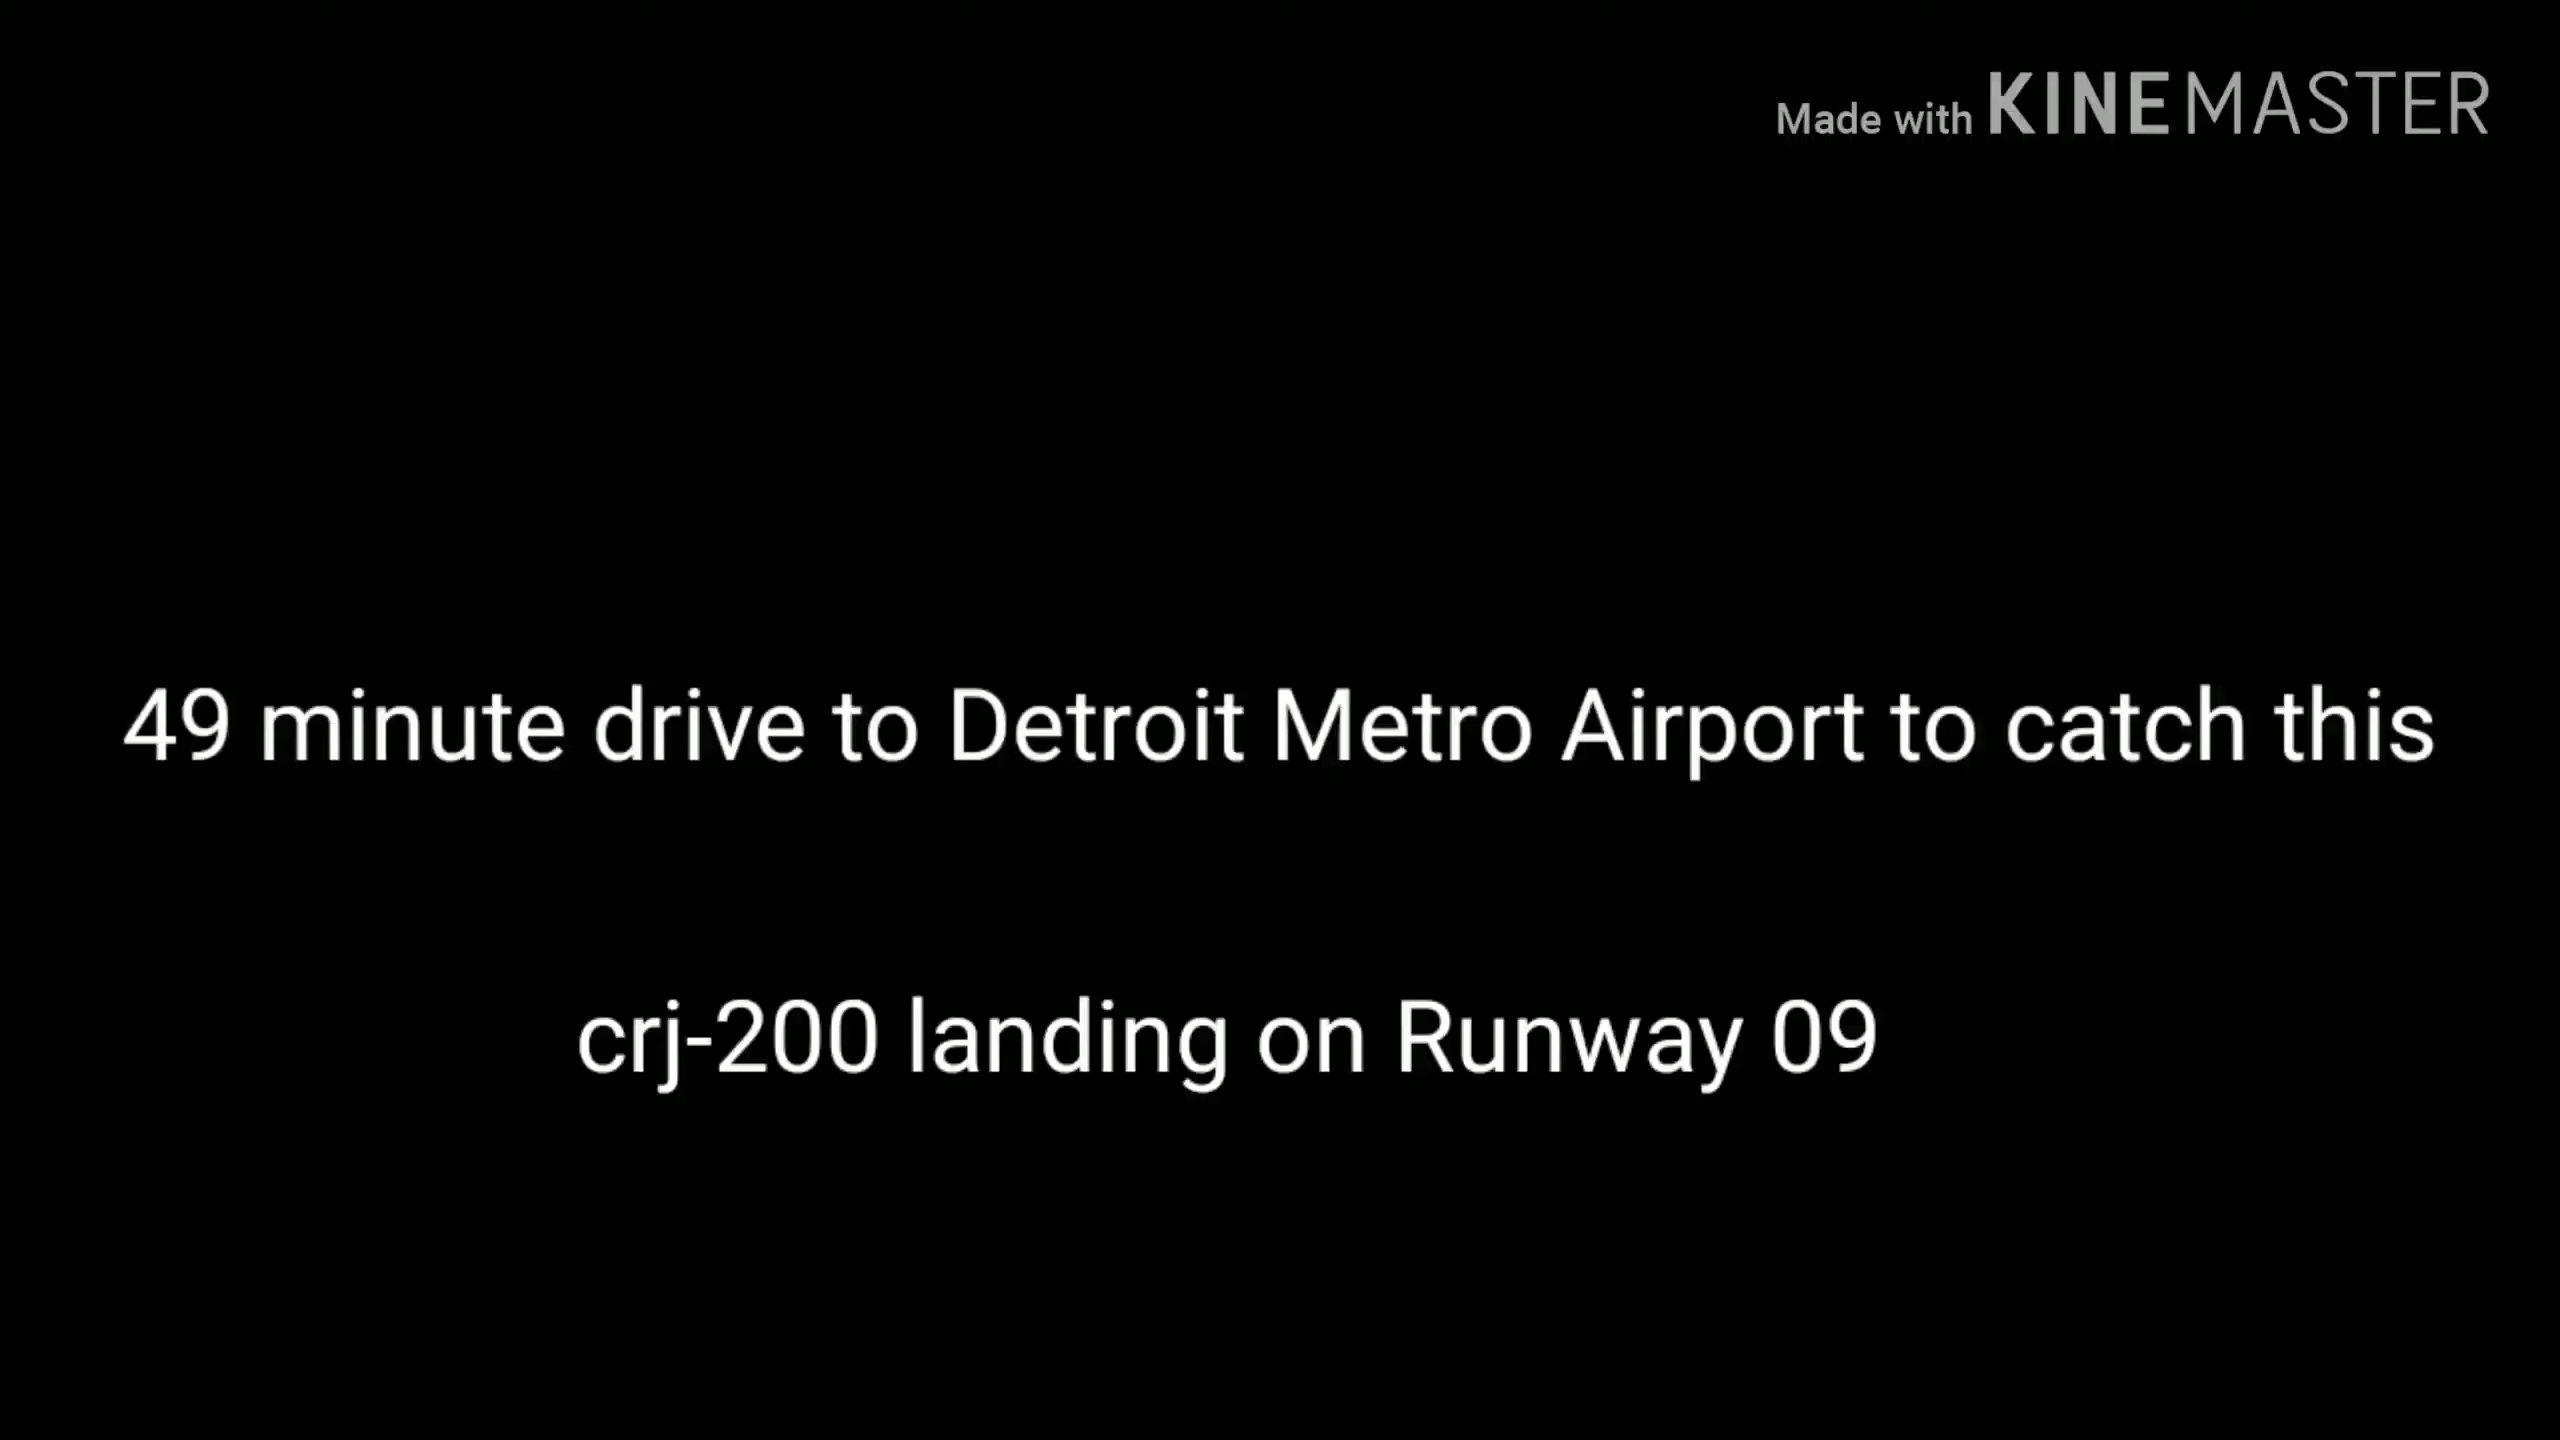 Made with KINEMASTER
49 minute drive to Detroit Metro Airport to catch this
crj-200 landing on Runway 09